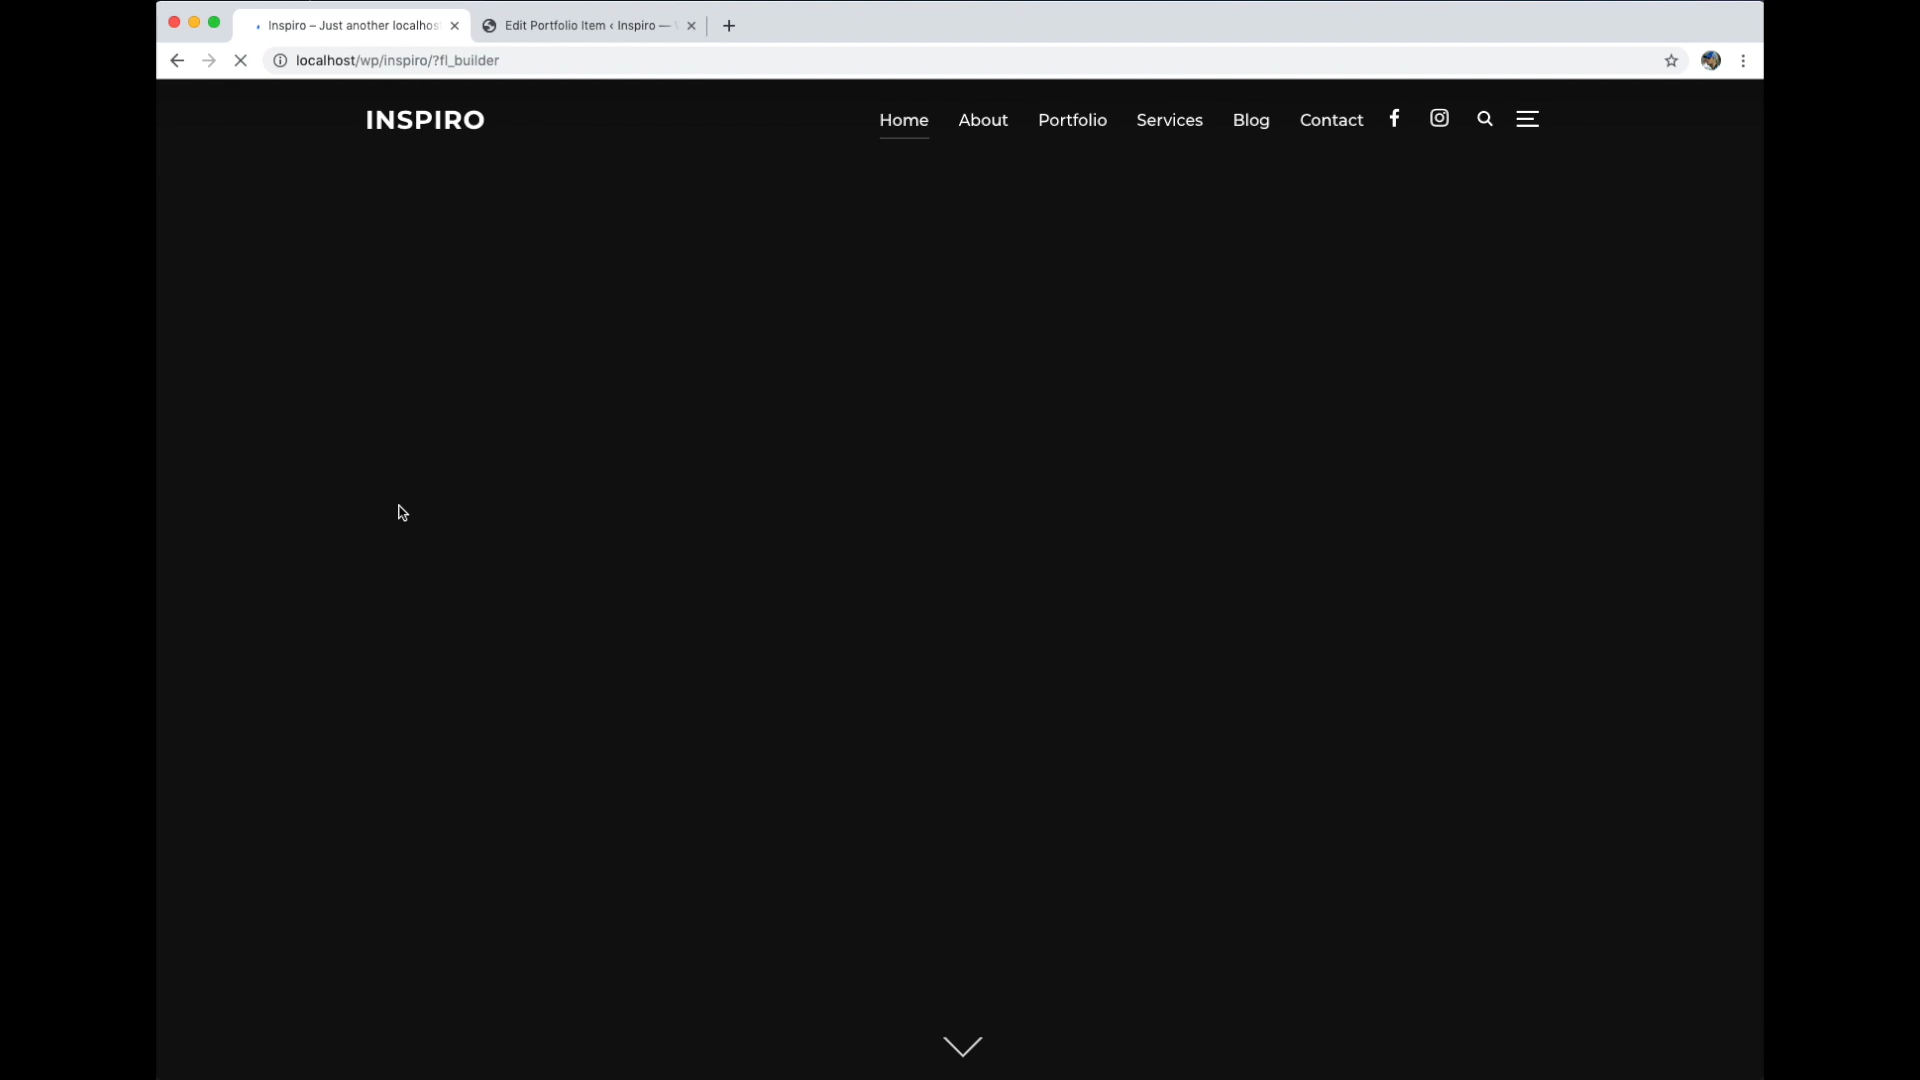 Inspiro – Just another localhos
Edit Portfolio Item ‹ Inspiro —
localhost/wp/inspiro/?fl_builder
INSPIRO
Home
About
Portfolio
Services
Blog
Contact